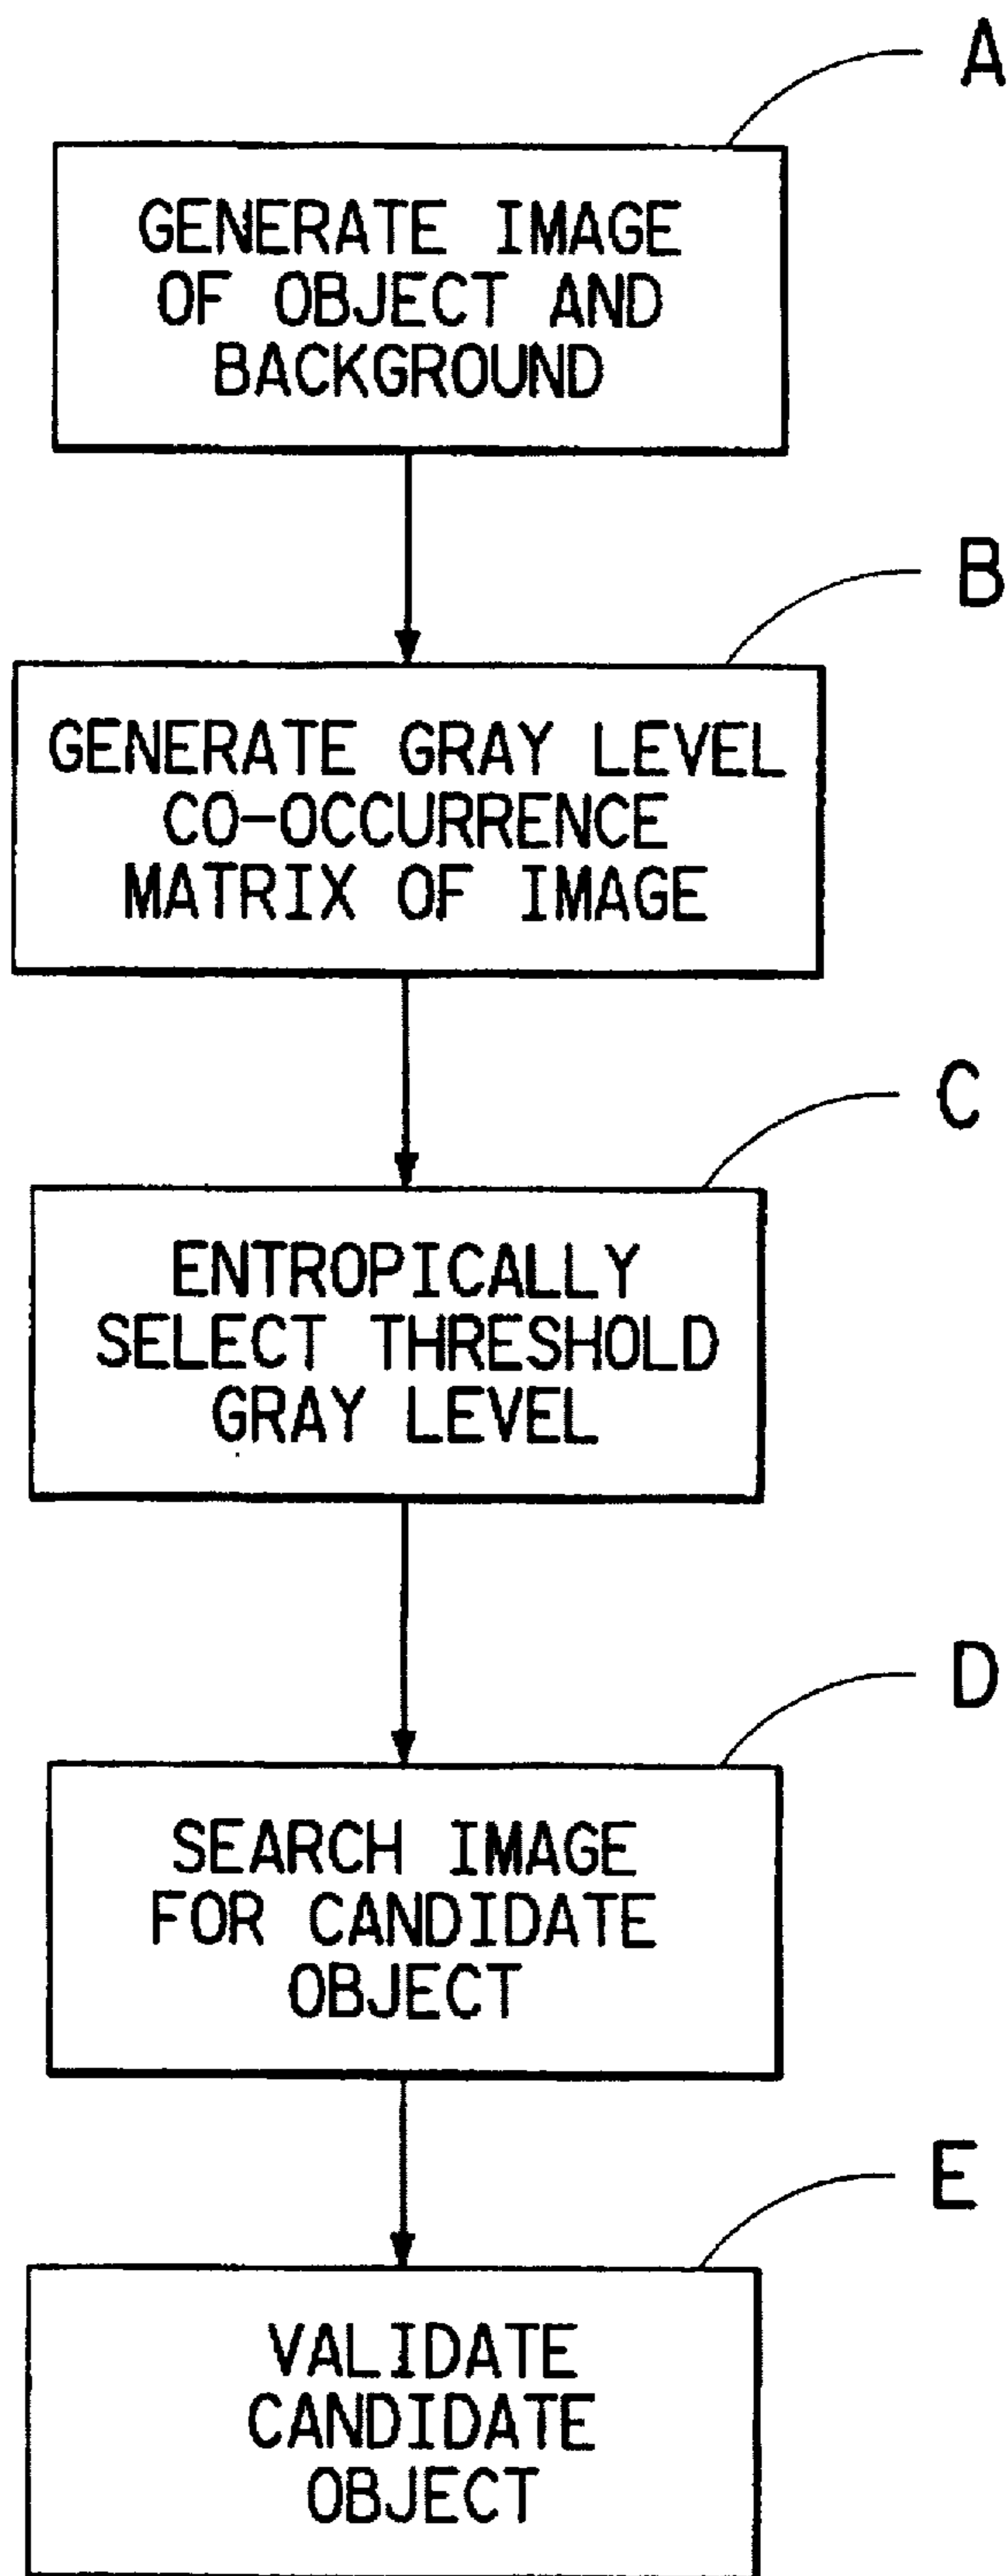 A
GENERATE IMAGE
OF OBJECT AND
BACKGROUND
B
GENERATE GRAY LEVEL
CO-OCCURRENCE
MATRIX OF IMAGE
C
ENTROPICALLY
SELECT THRESHOLD
GRAY LEVEL
D
SEARCH IMAGE
FOR CANDIDATE
OBJECT
E
VALIDATE
CANDIDATE
OBJECT